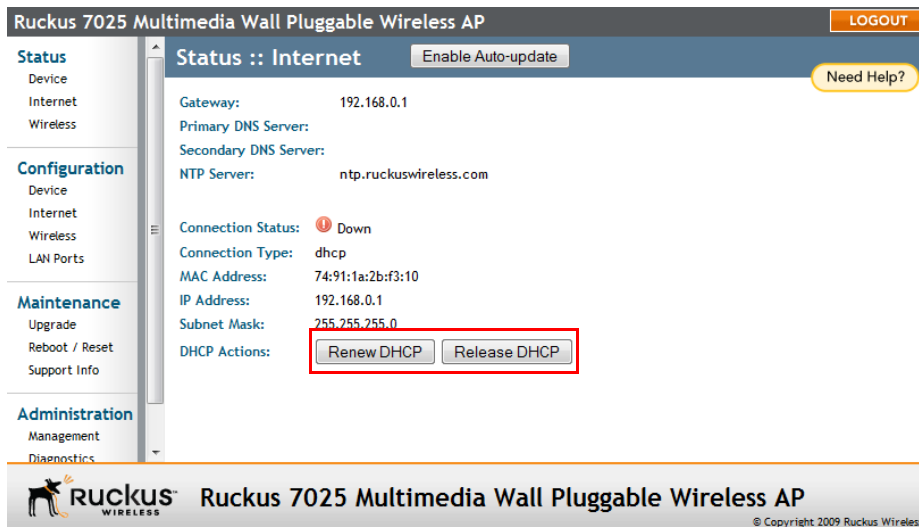 Ruckus 7025 Multimedia Wall Pluggable Wireless AP
LOGOUT
Status
Device
Internet
Wireless
Configuration
Device
Internet
Wireless
LAN Ports
Maintenance
Upgrade
Reboot / Reset
Support Info
Administration
Management
Diagnostics
Status :: Internet
Enable Auto-update
Need Help?
Gateway: 192.168.0.1
Primary DNS Server:
Secondary DNS Server:
NTP Server: ntp.ruckuswireless.com
Connection Status: Down
Connection Type: dhcp
MAC Address: 74:91:1a:2b:f3:10
IP Address: 192.168.0.1
Subnet Mask: 255.255.255.0
DHCP Actions: Renew DHCP Release DHCP
RUCKUS WIRELESS
Ruckus 7025 Multimedia Wall Pluggable Wireless AP
© Copyright 2009 Ruckus Wireles